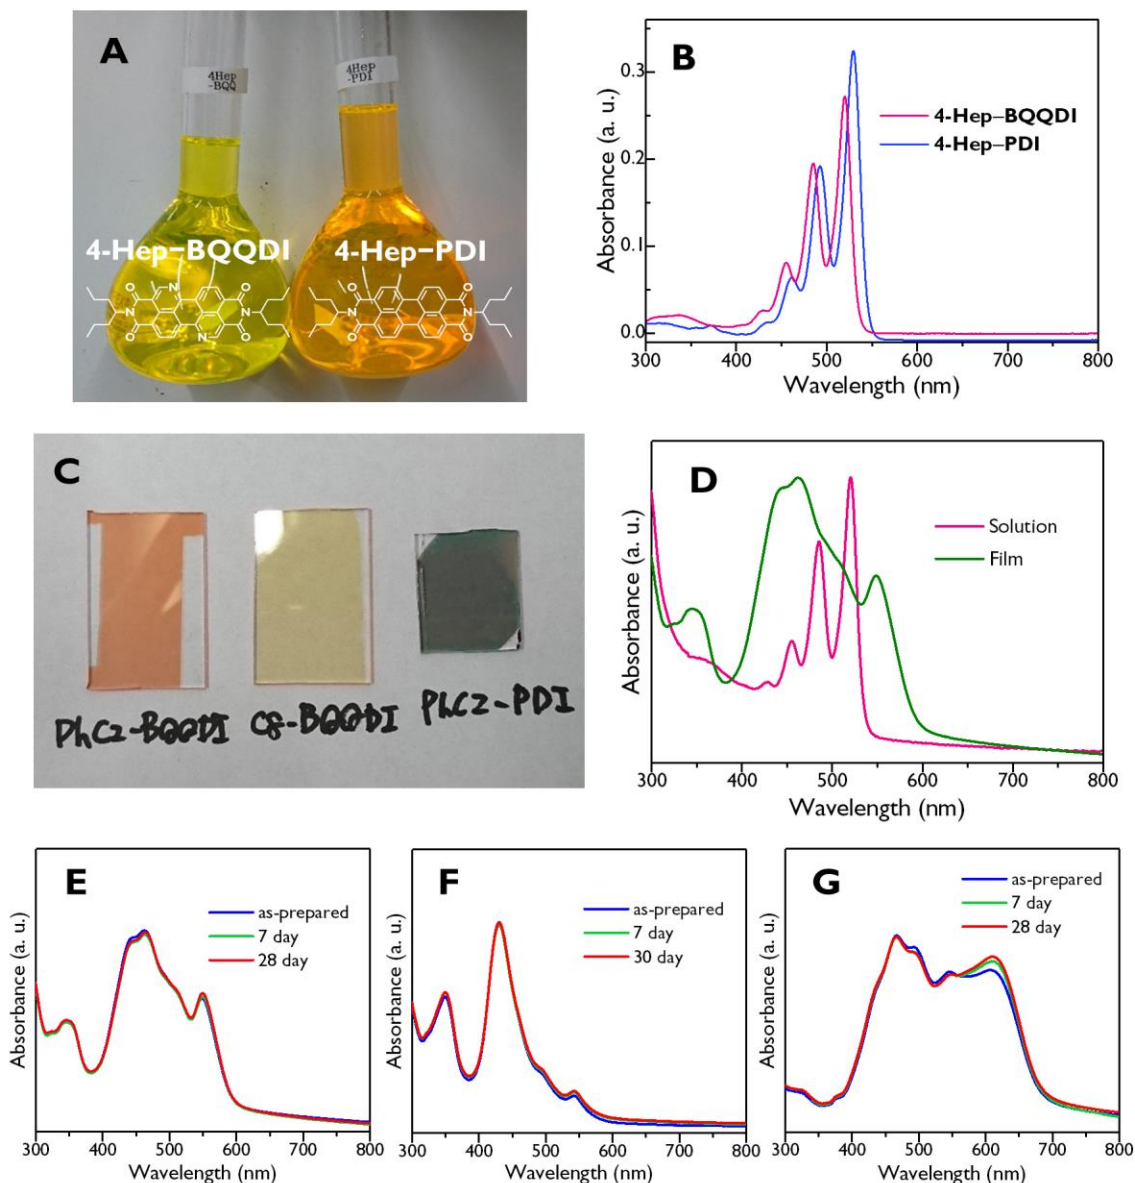 A
4Hep
-BQQ
4Hep
-PDI
4-Hep–BQQDI
4-Hep–PDI
O
N
O
N
O
N
O
N
O
O
N
O
O
N
O
B
4-Hep–BQQDI
4-Hep–PDI
Absorbance (a. u.)
0.3
0.2
0.1
0.0
300 400 500 600 700 800
Wavelength (nm)
C
PhC2-BQQDI
C8-BQQDI
PhC2-PDI
D
Solution
Film
Absorbance (a. u.)
300 400 500 600 700 800
Wavelength (nm)
E
as-prepared
7 day
28 day
Absorbance (a. u.)
300 400 500 600 700 800
Wavelength (nm)
F
as-prepared
7 day
30 day
Absorbance (a. u.)
300 400 500 600 700 800
Wavelength (nm)
G
as-prepared
7 day
28 day
Absorbance (a. u.)
300 400 500 600 700 800
Wavelength (nm)